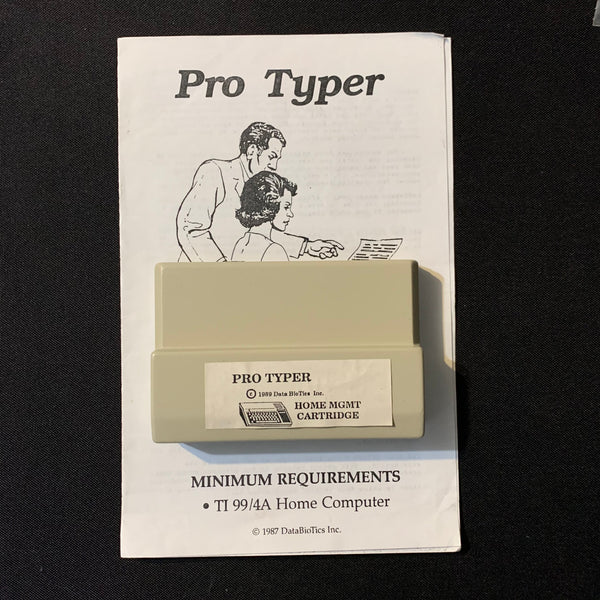 Pro Typer
PRO TYPER
© 1989 Data BioTics Inc.
HOME MGMT
CARTRIDGE
MINIMUM REQUIREMENTS
• TI 99/4A Home Computer
© 1987 DataBioTics Inc.